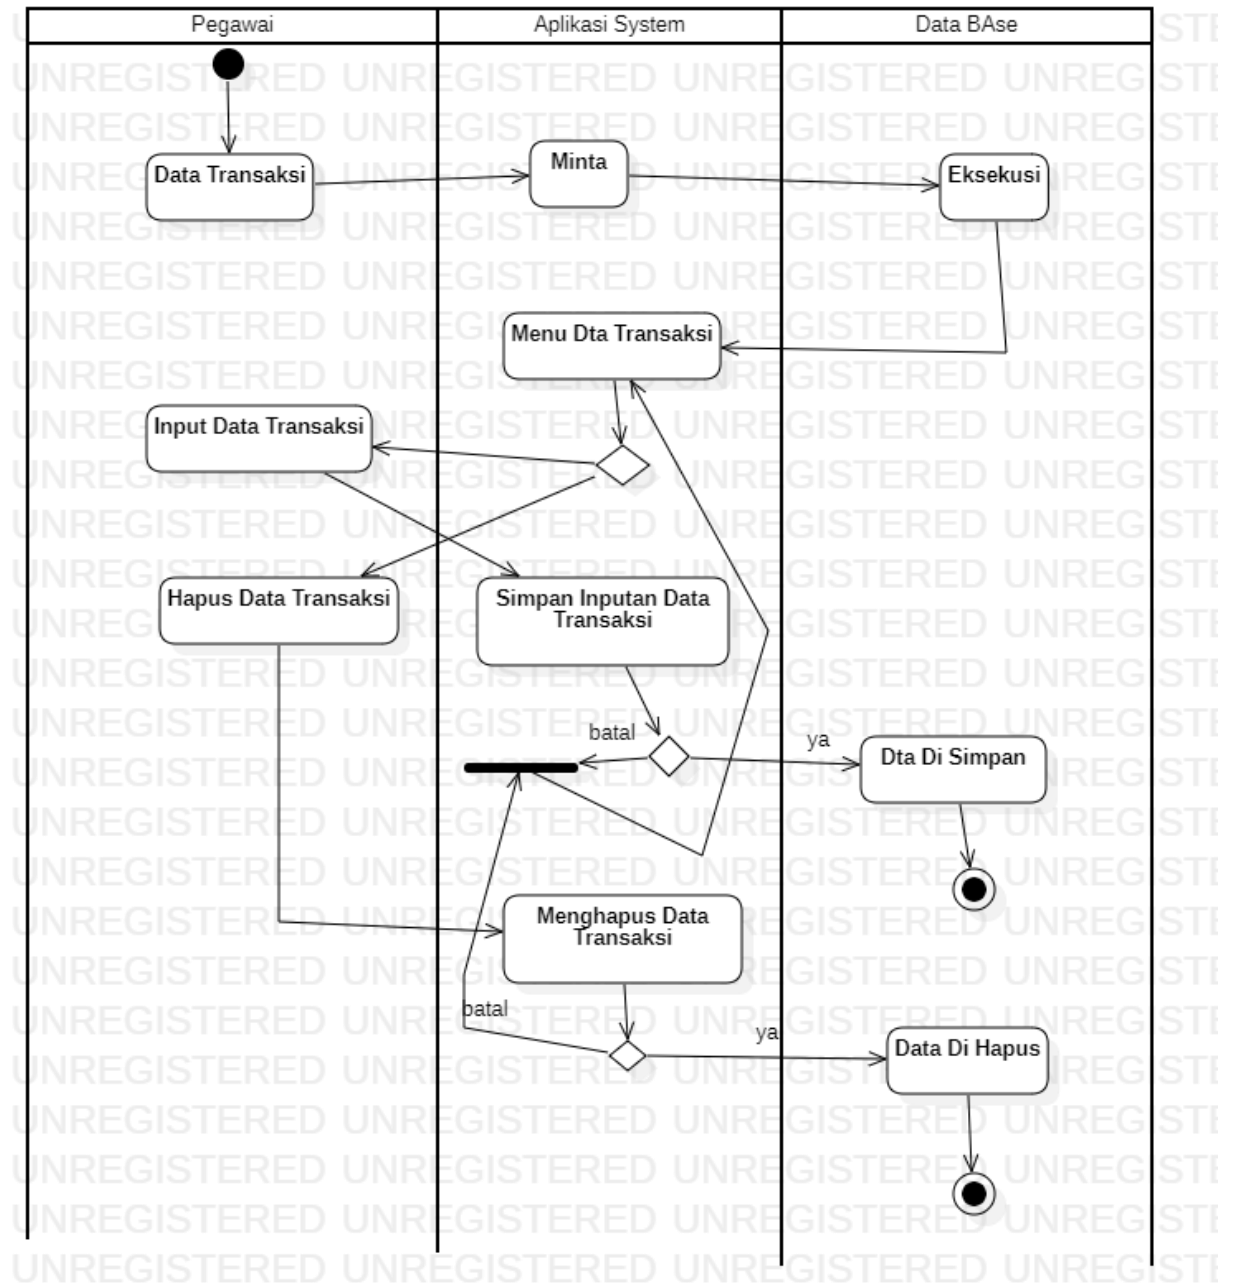 Pegawai
Aplikasi System
Data BAse
Data Transaksi
Minta
Eksekusi
Menu Dta Transaksi
Input Data Transaksi
Hapus Data Transaksi
Simpan Inputan Data
Transaksi
batal
ya
Dta Di Simpan
Menghapus Data
Transaksi
batal
ya
Data Di Hapus
UNREGISTERED